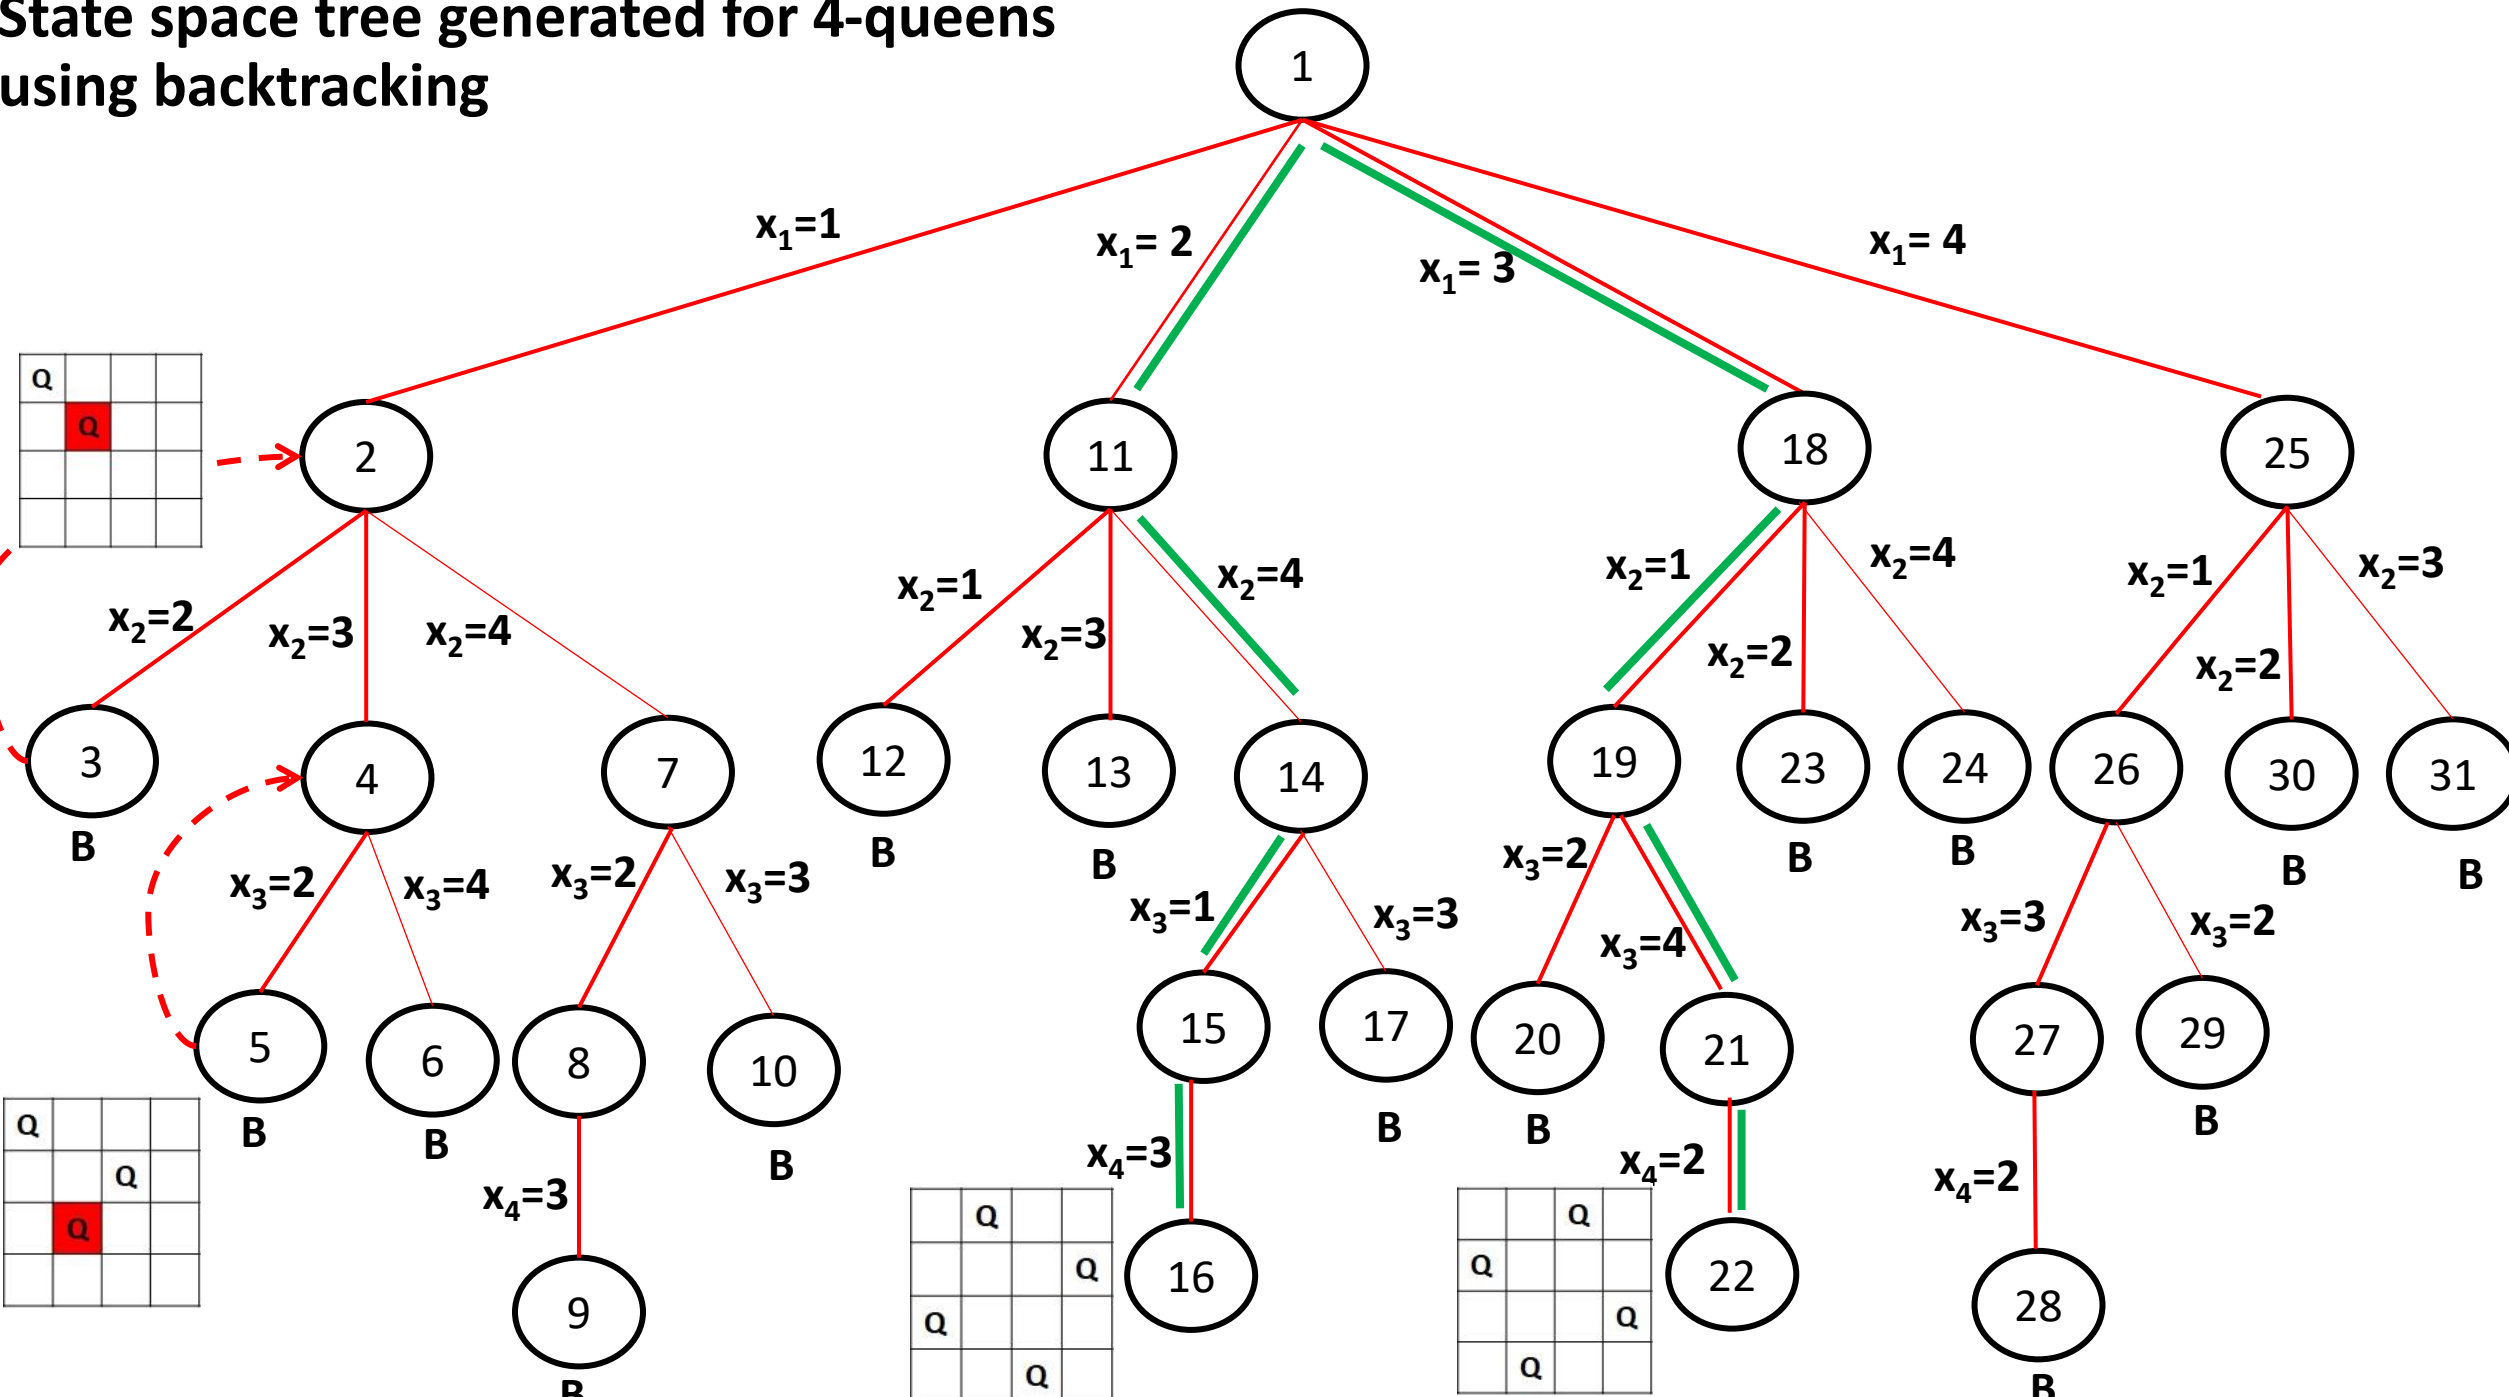 State space tree generated for 4-queens
using backtracking
1
x1=1
x1= 2
x1= 3
x1= 4
Q
Q
2
11
18
25
x2=2
x2=3
x2=4
x2=1
x2=3
x2=4
x2=1
x2=2
x2=4
x2=1
x2=2
x2=3
3
4
7
12
13
14
19
23
24
26
30
31
B
B
B
B
B
B
B
x3=2
x3=4
x3=2
x3=3
x3=1
x3=3
x3=2
x3=4
x3=3
x3=2
5
6
8
10
15
17
20
21
27
29
B
B
B
B
B
B
Q
Q
Q
x4=3
x4=3
x4=2
x4=2
9
16
22
28
Q
Q
Q
Q
Q
Q
Q
Q
B
B